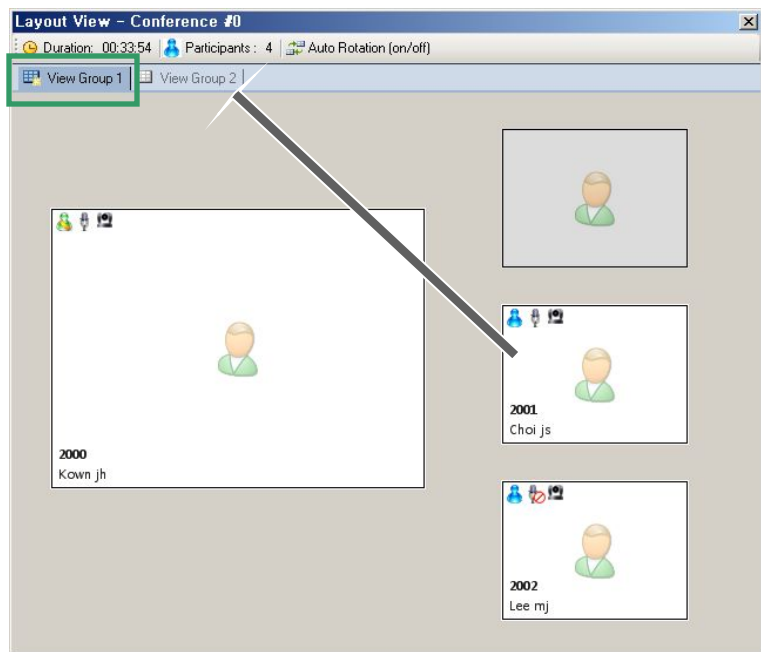 Layout View - Conference #0
Duration: 00:33:54 Participants : 4 Auto Rotation (on/off)
View Group 1 View Group 2
2000
Kown jh
2001
Choi js
2002
Lee mj